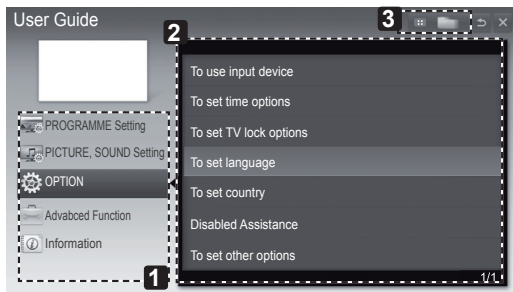 User Guide
3
2
To use input device
To set time options
To set TV lock options
To set language
To set country
Disabled Assistance
To set other options
1/1
PROGRAMME Setting
PICTURE, SOUND Setting
OPTION
Advabced Function
Information
1